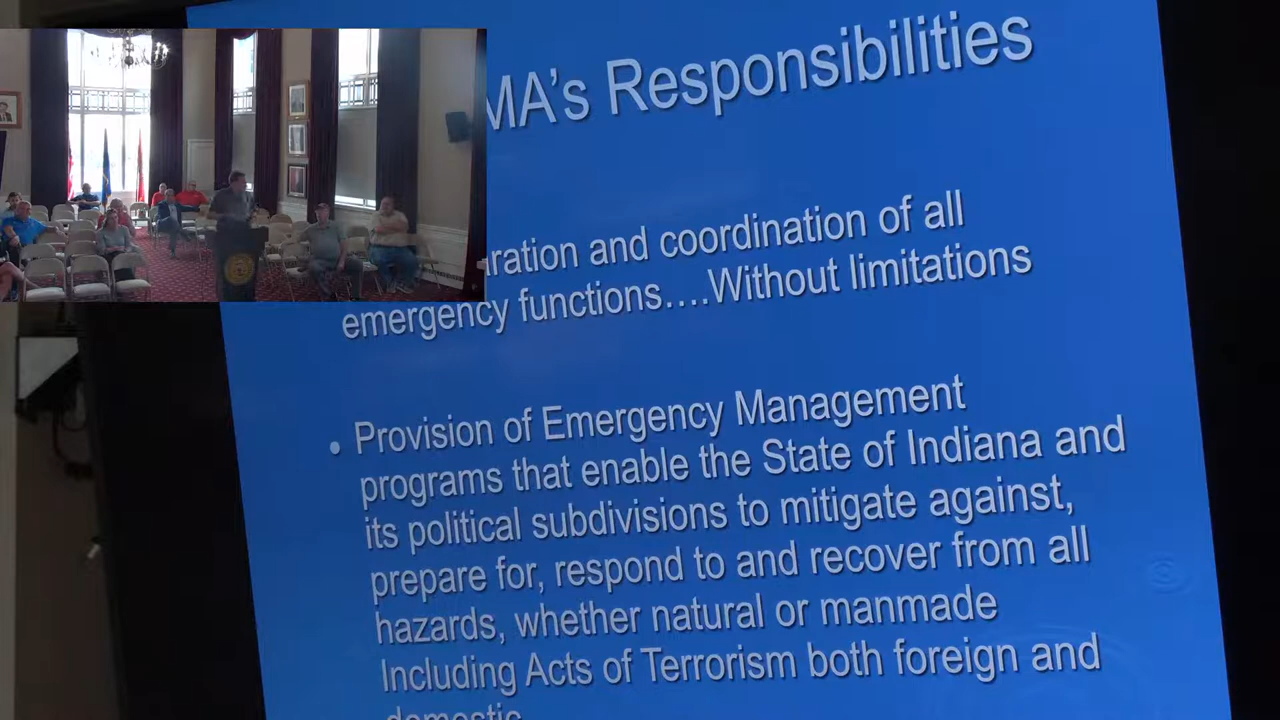 MA's Responsibilities
and coordination of all
emergency functions....Without limitations
• Provision of Emergency Management
programs that enable the State of Indiana and
its political subdivisions to mitigate against,
prepare for, respond to and recover from all
hazards, whether natural or manmade
Including Acts of Terrorism both foreign and